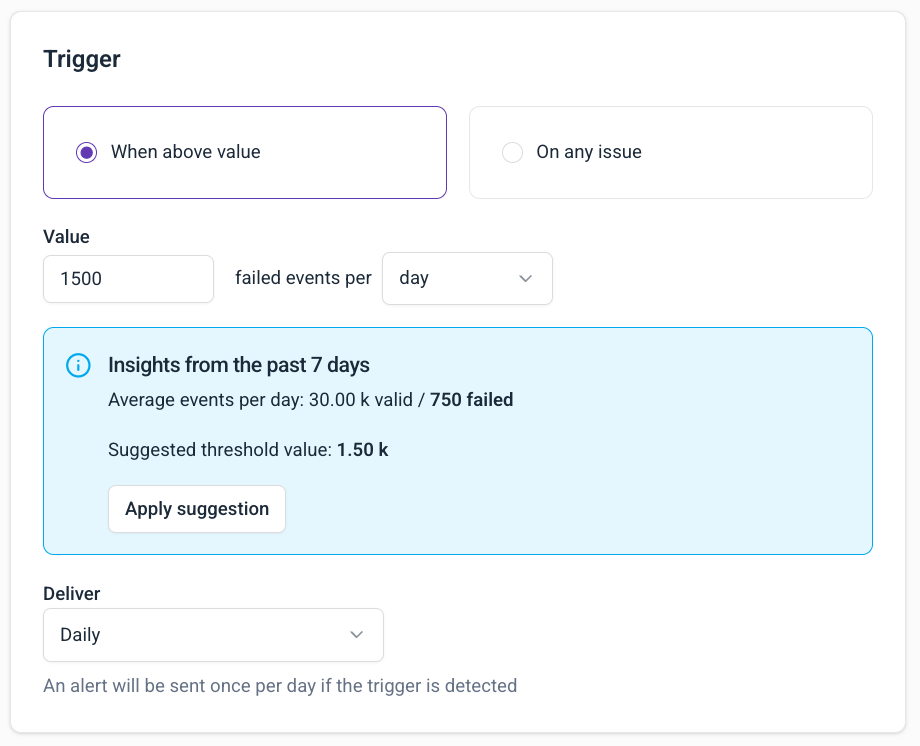 Trigger
When above value
On any issue
Value
1500 failed events per day
Insights from the past 7 days
Average events per day: 30.00 k valid / 750 failed
Suggested threshold value: 1.50 k
Apply suggestion
Deliver
Daily
An alert will be sent once per day if the trigger is detected